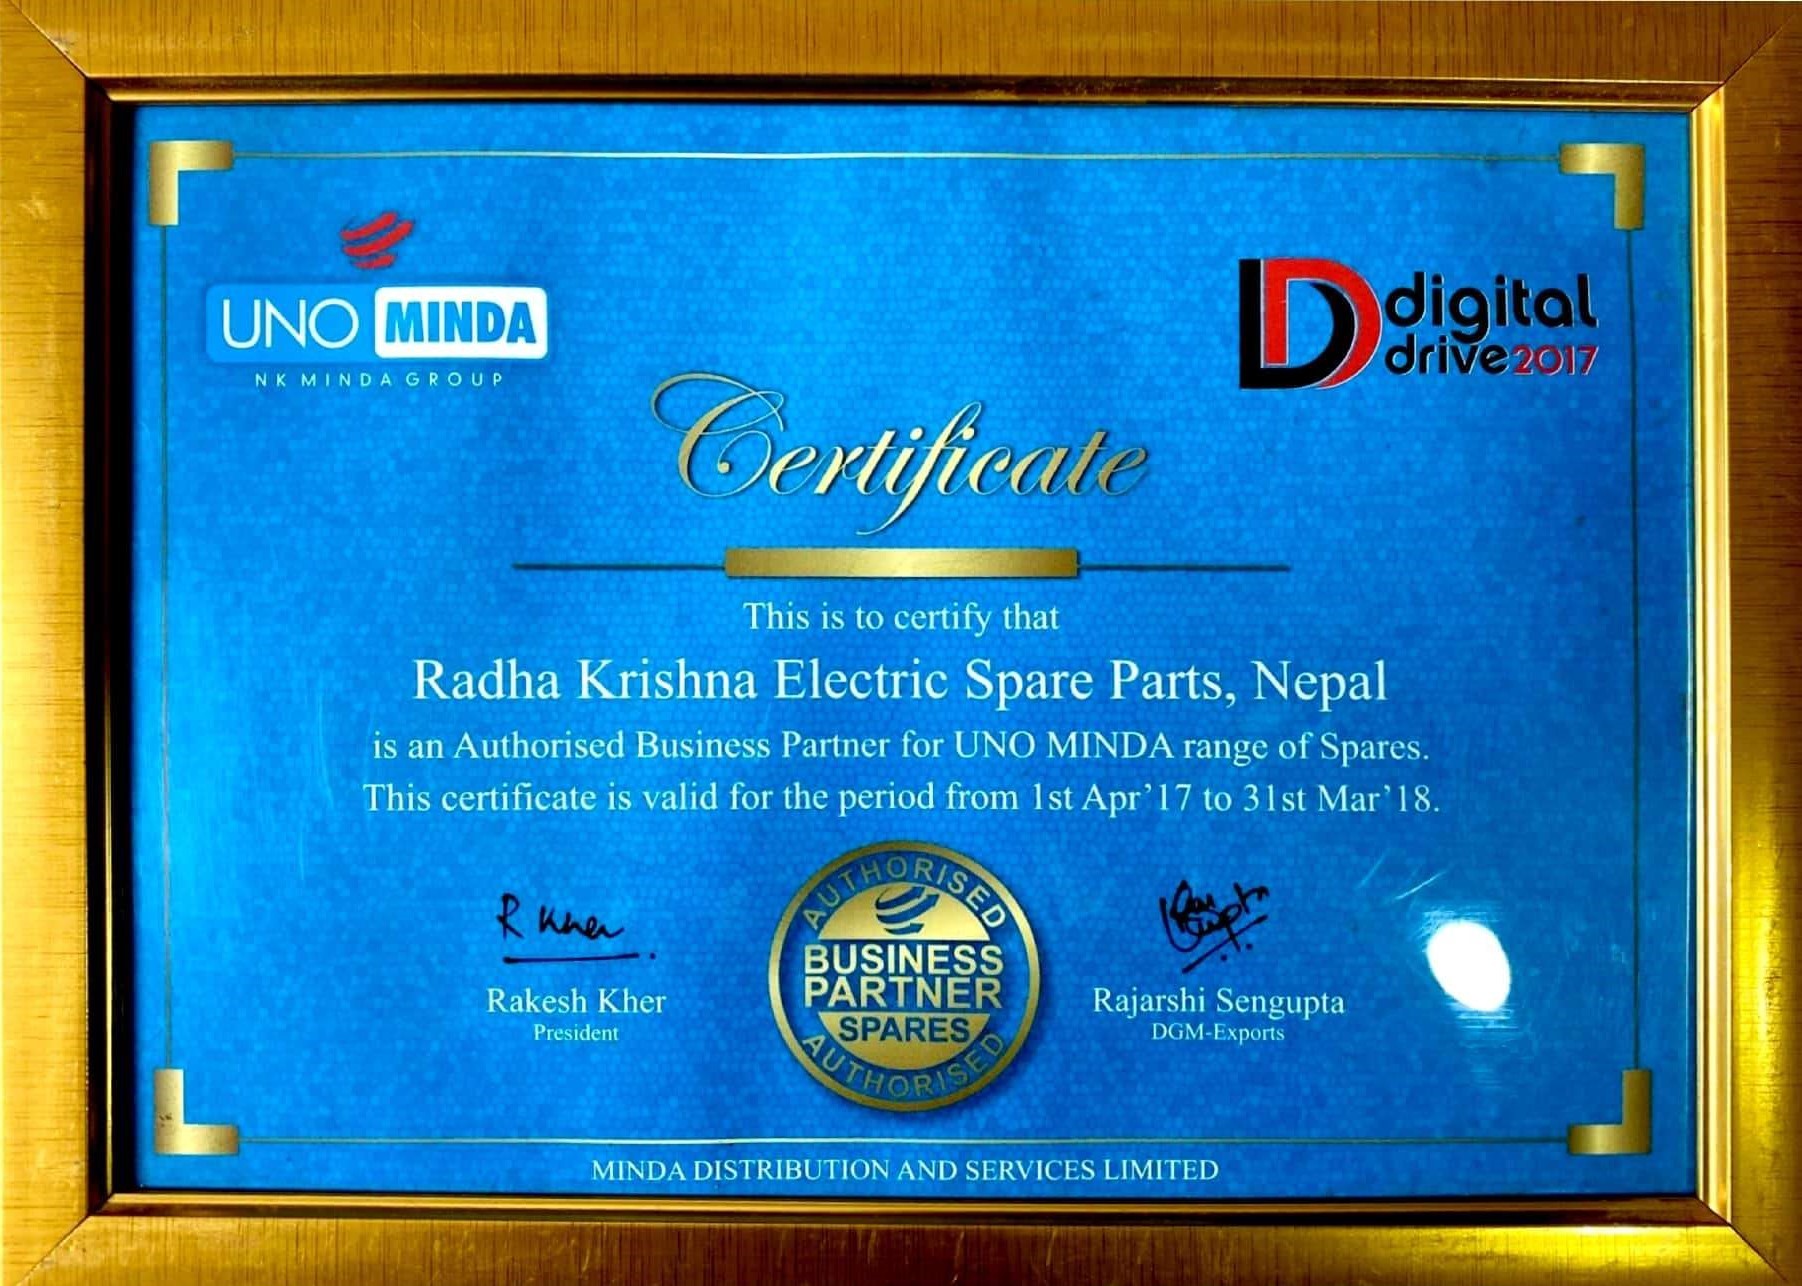 UNO MINDA
NK MINDA GROUP
D digital
drive 2017
Certificate
This is to certify that
Radha Krishna Electric Spare Parts, Nepal
is an Authorised Business Partner for UNO MINDA range of Spares.
This certificate is valid for the period from 1st Apr'17 to 31st Mar'18.
R Kher
Rakesh Kher
President
AUTHORISED
BUSINESS
PARTNER
SPARES
AUTHORISED
Rajarshi Sengupta
DGM-Exports
MINDA DISTRIBUTION AND SERVICES LIMITED